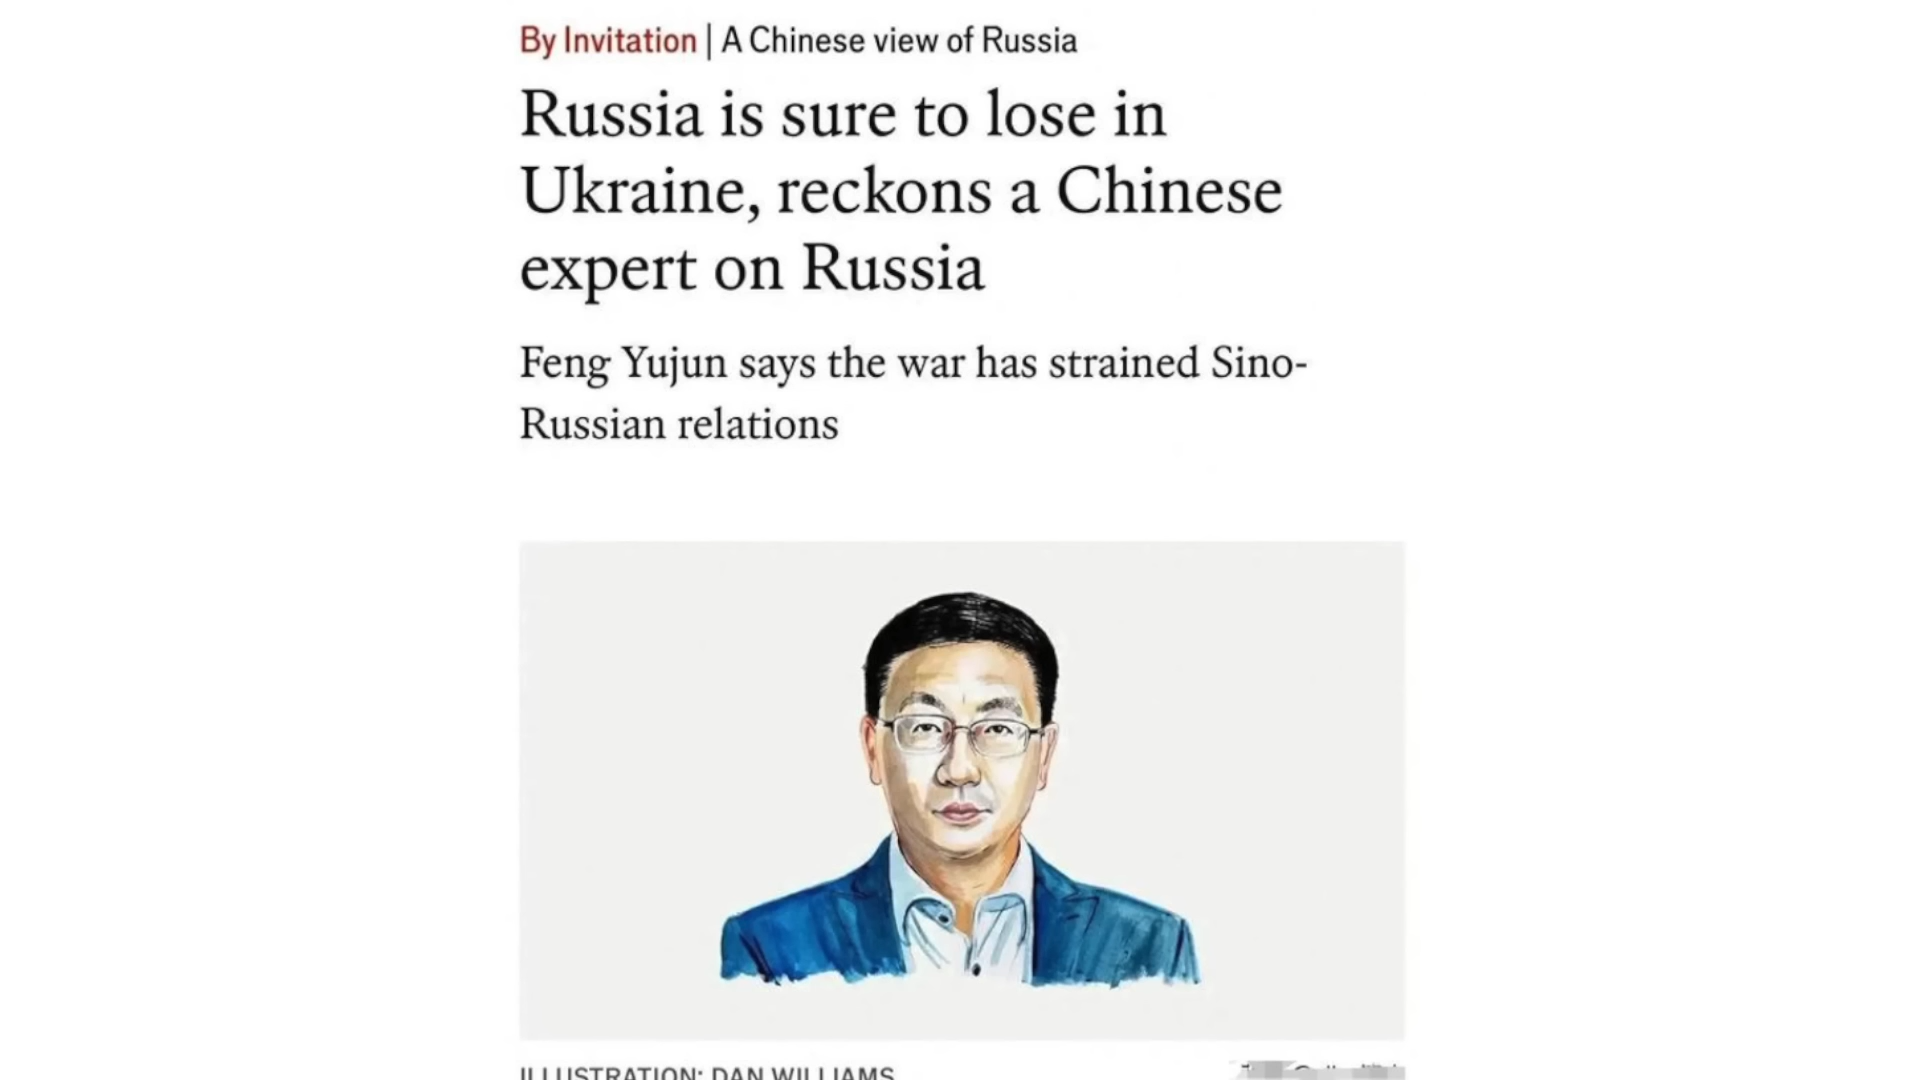 By Invitation | A Chinese view of Russia
Russia is sure to lose in
Ukraine, reckons a Chinese
expert on Russia
Feng Yujun says the war has strained Sino-
Russian relations
ILLUSTRATION: DAN WILLIAMS